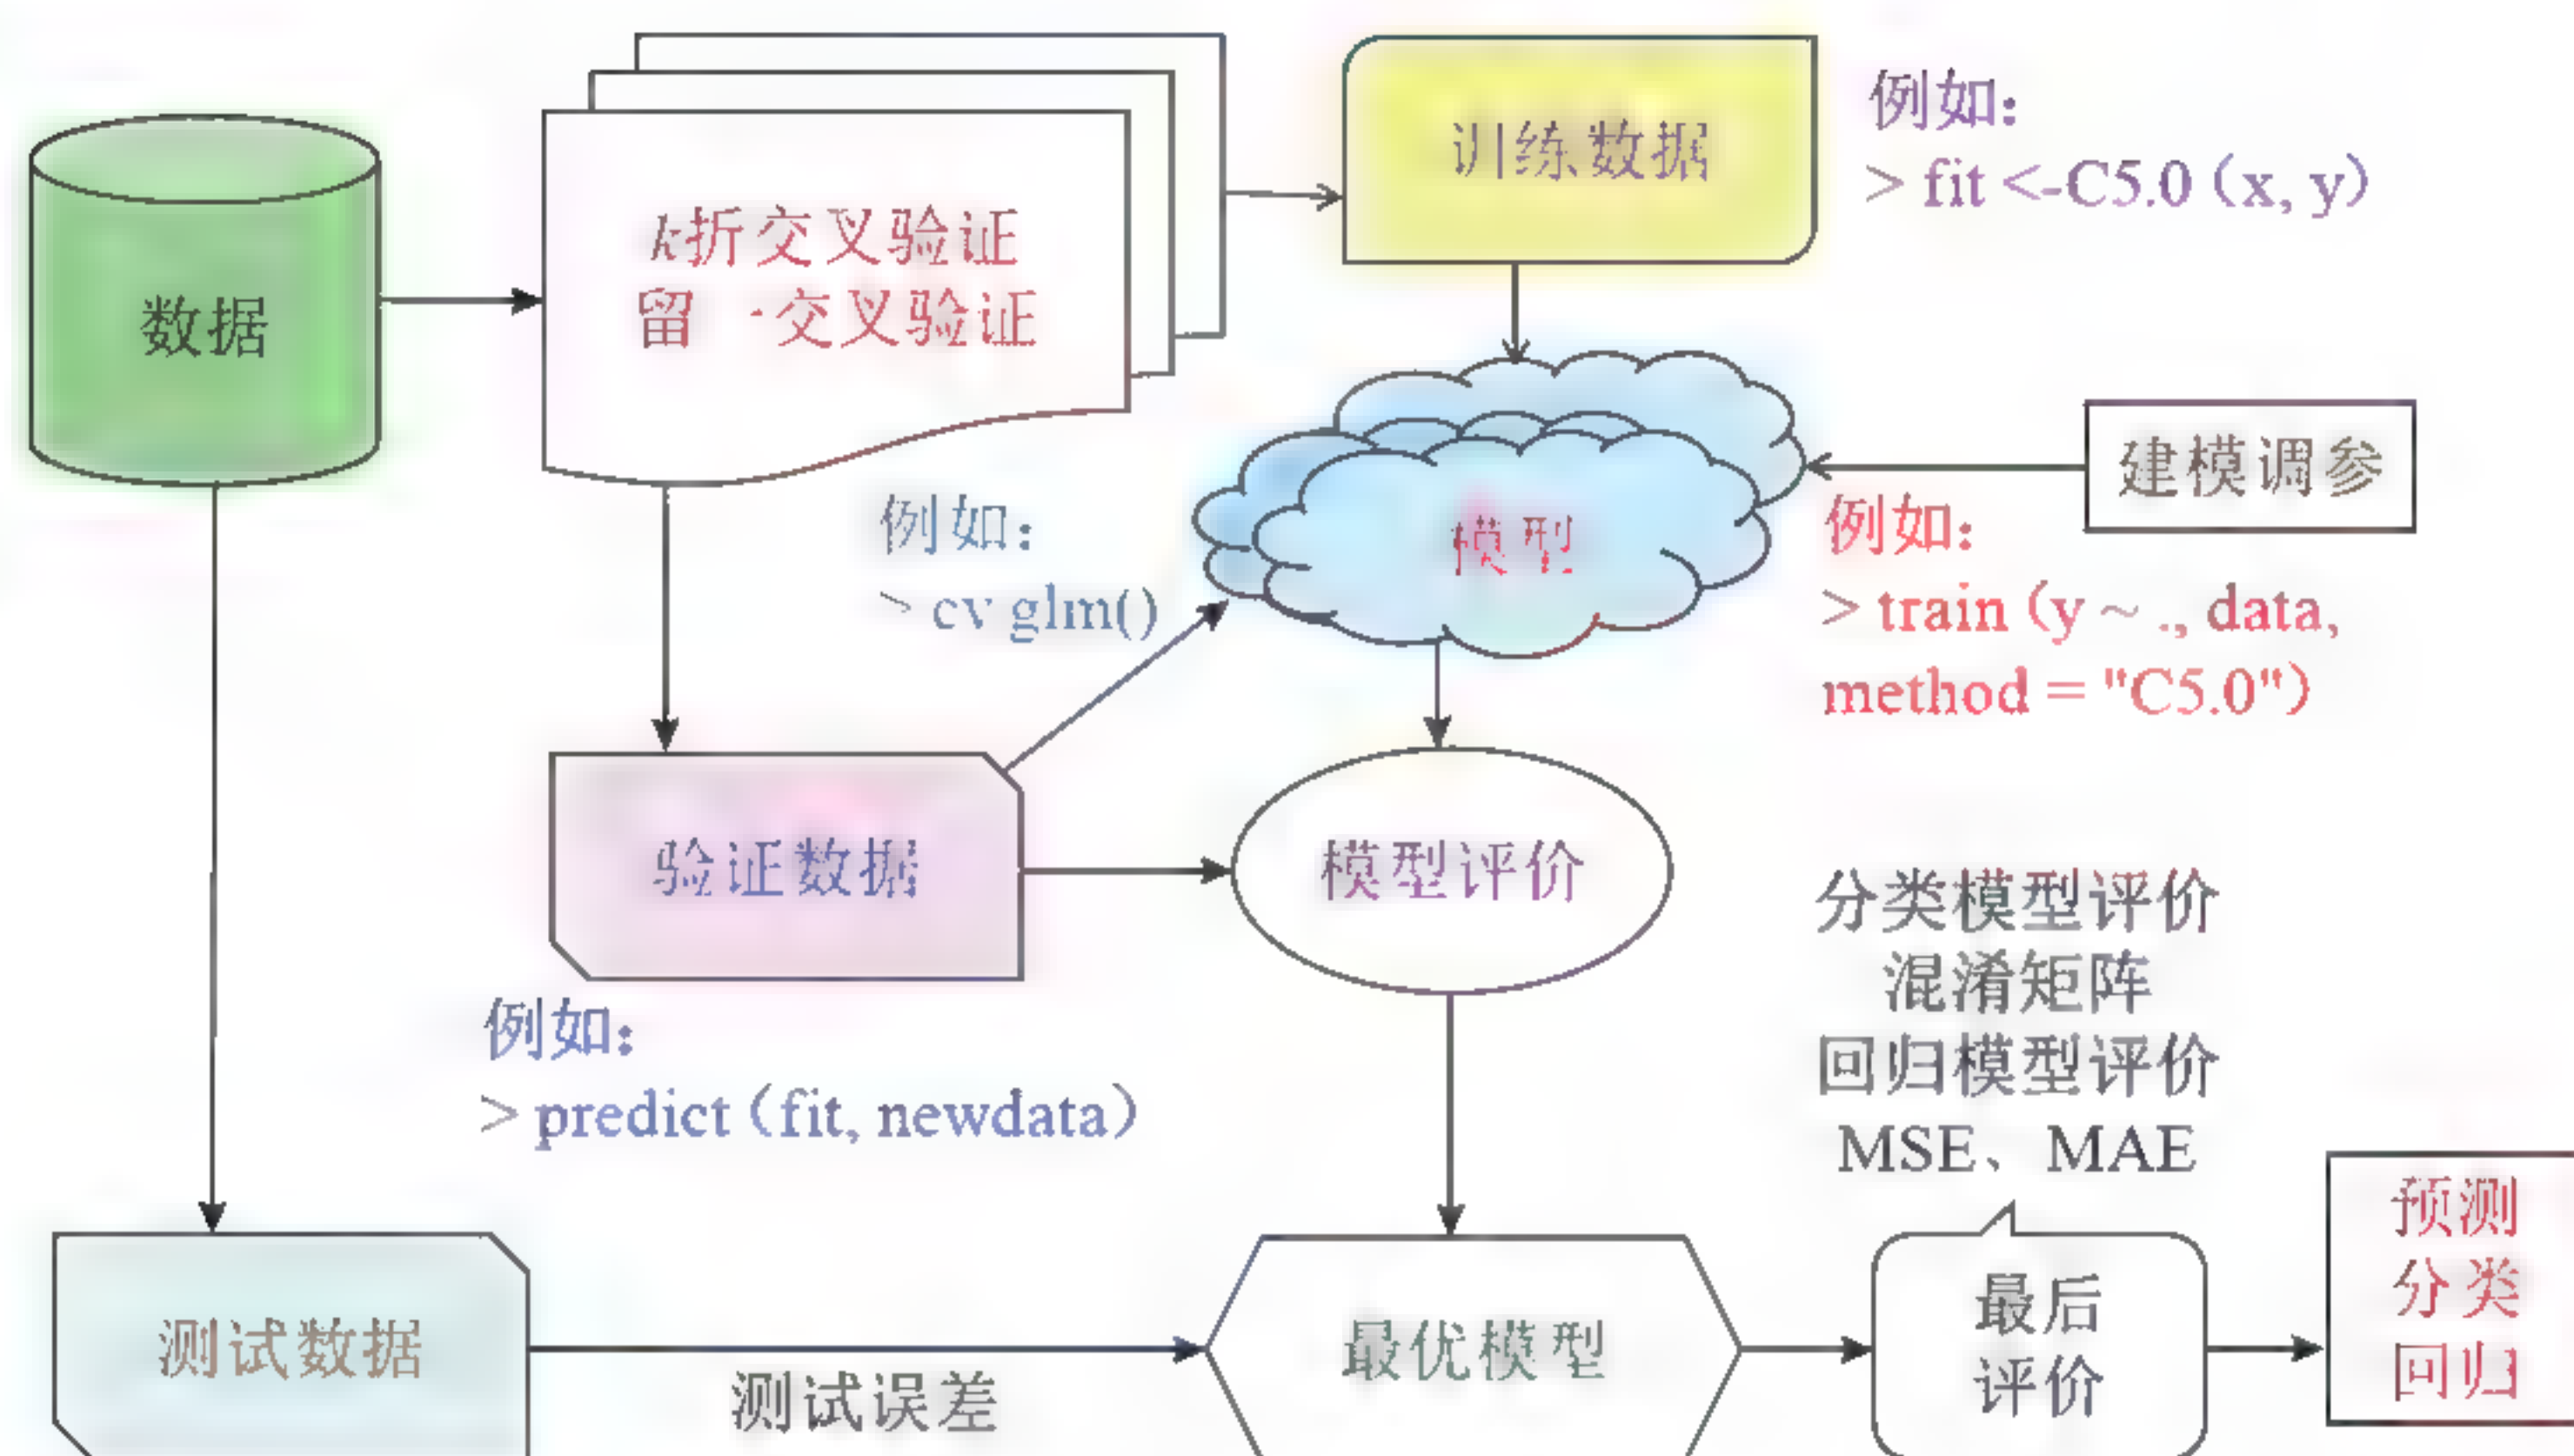 数据
k折交叉验证
留一交叉验证
训练数据
例如：
> fit <-C5.0 (x, y)
建模调参
模型
例如：
> cv glm()
例如：
> train (y ~ ., data,
method = "C5.0")
验证数据
模型评价
例如：
> predict (fit, newdata)
分类模型评价
混淆矩阵
回归模型评价
MSE、MAE
测试数据
测试误差
最优模型
最后
评价
预测
分类
回归